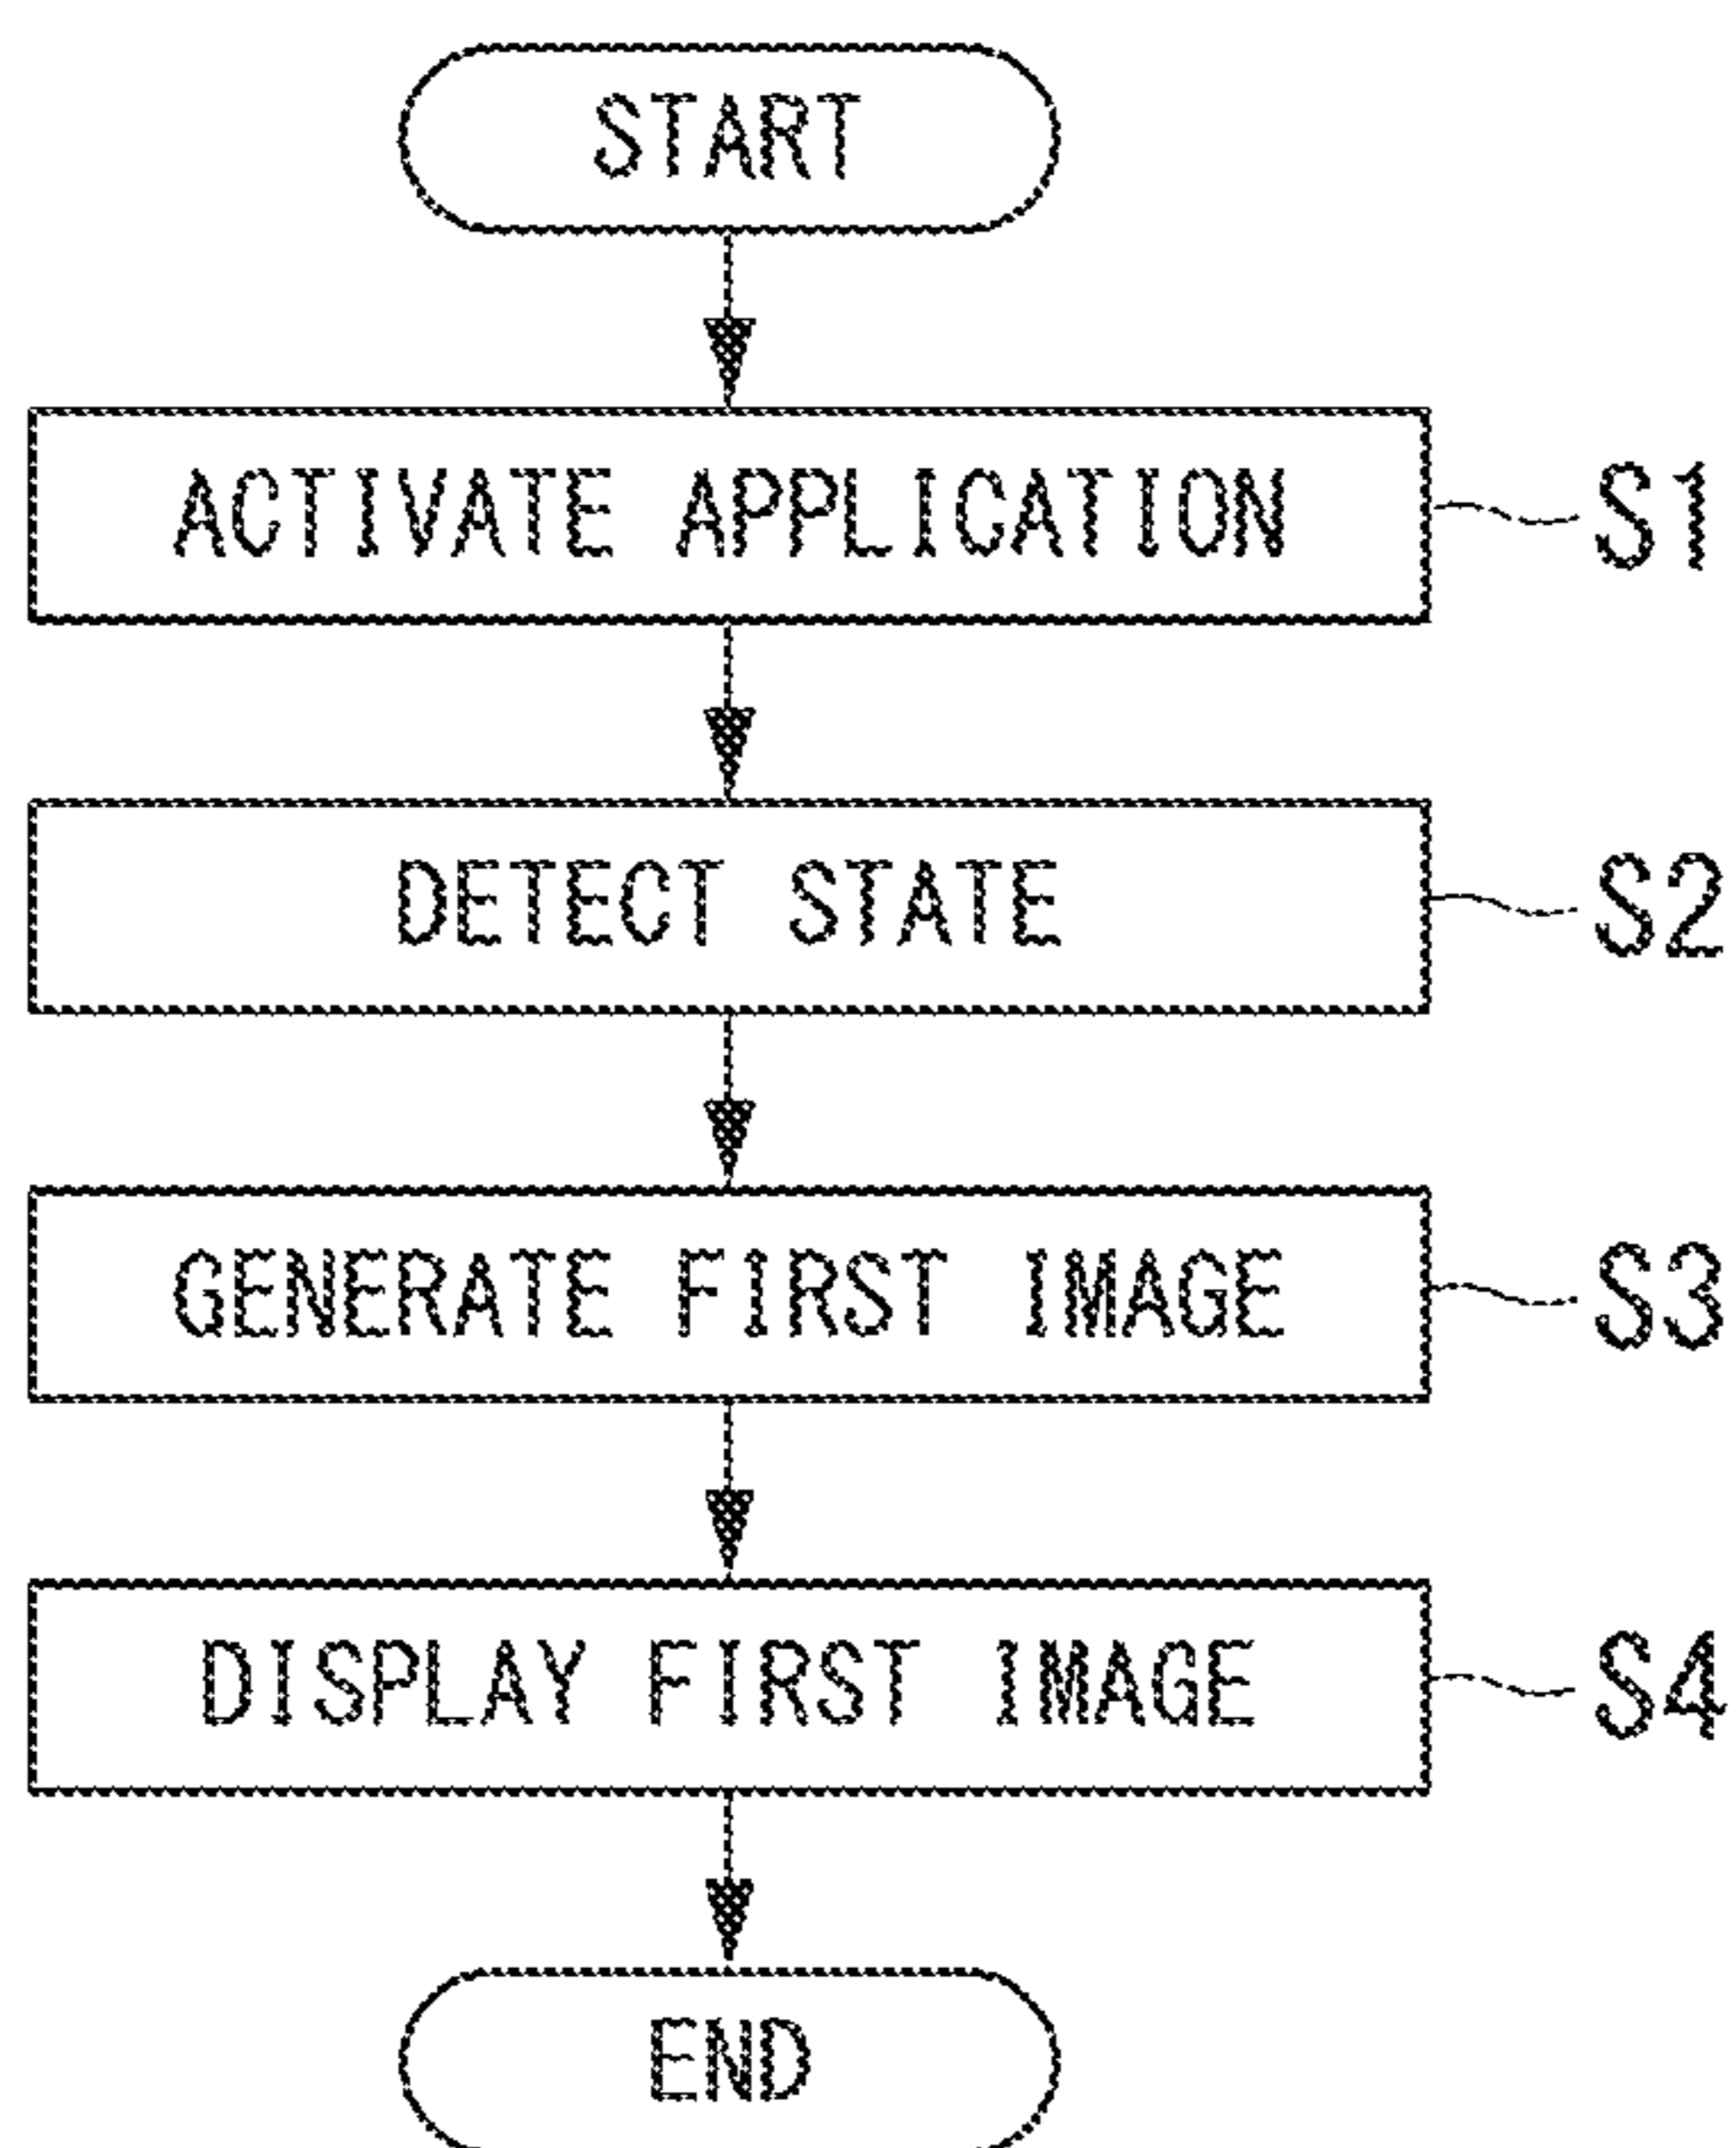 START
ACTIVATE APPLICATION S1
DETECT STATE S2
GENERATE FIRST IMAGE S3
DISPLAY FIRST IMAGE S4
END